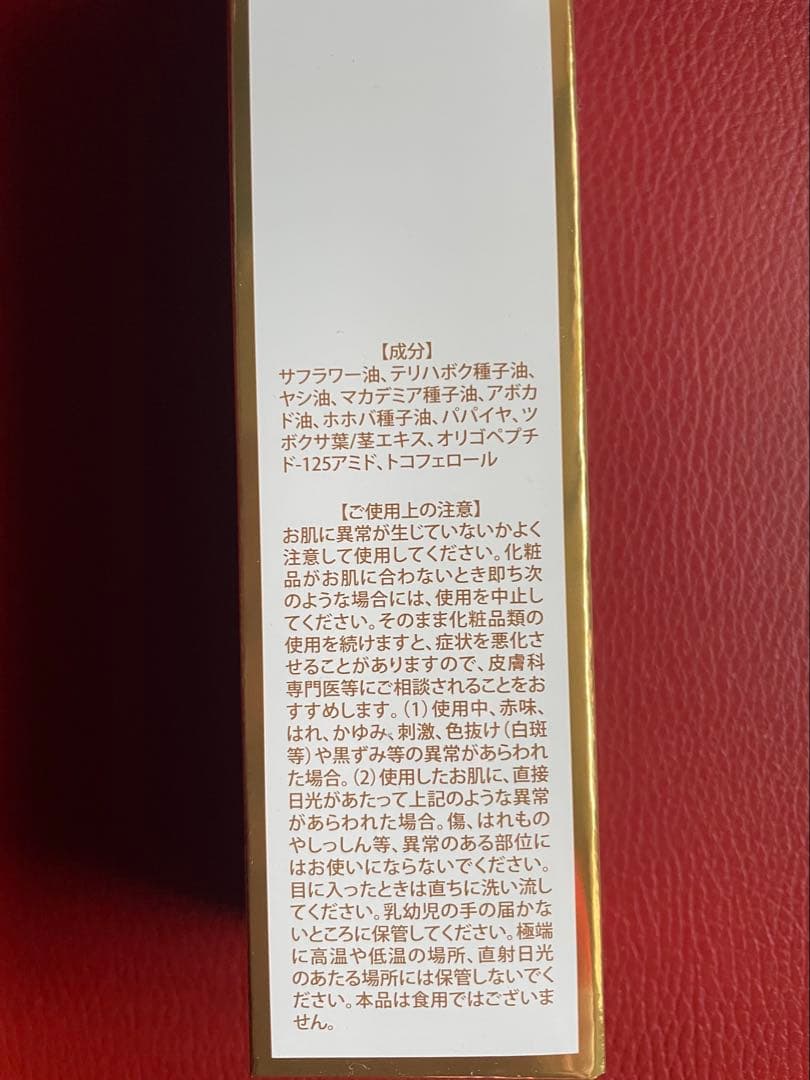 【成分】
サフラワー油、テリハボク種子油、
ヤシ油、マカデミア種子油、アボカ
ド油、ホホバ種子油、パパイヤ、ツ
ボクサ葉/茎エキス、オリゴペプチ
ド-125アミド、トコフェロール
【ご使用上の注意】
お肌に異常が生じていないかよく
注意して使用してください。化粧
品がお肌に合わないとき即ち次
のような場合には、使用を中止し
てください。そのまま化粧品類の
使用を続けますと、症状を悪化さ
せることがありますので、皮膚科
専門医等にご相談されることをお
すすめします。（1）使用中、赤味、
はれ、かゆみ、刺激、色抜け（白斑
等）や黒ずみ等の異常があらわれ
た場合。（2）使用したお肌に、直接
日光があたって上記のような異常
があらわれた場合。傷、はれもの
やしっしん等、異常のある部位に
はお使いにならないでください。
目に入ったときは直ちに洗い流し
てください。乳幼児の手の届かな
いところに保管してください。極端
に高温や低温の場所、直射日光
のあたる場所には保管しないでく
ださい。本品は食用ではございま
せん。